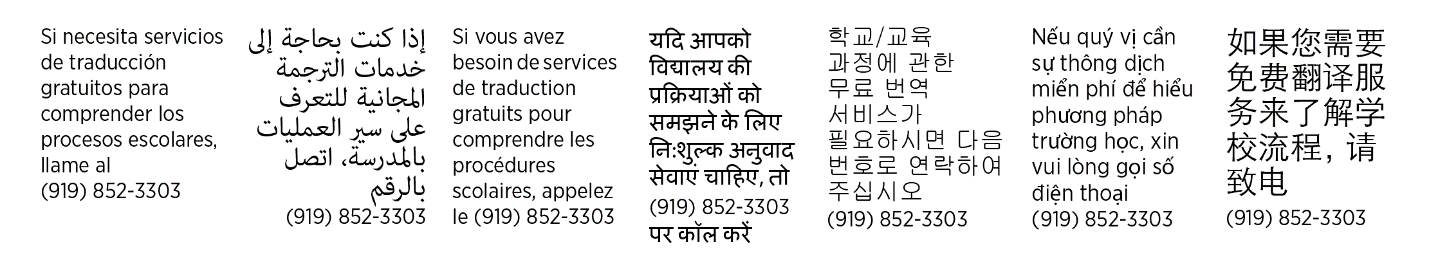 Si necesita servicios
de traducción
gratuitos para
comprender los
procesos escolares,
llame al
(919) 852-3303
إذا كنت بحاجة إلى
خدمات الترجمة
المجانية للتعرف
على سير العمليات
بالمدرسة، اتصل
بالرقم
(919) 852-3303
Si vous avez
besoin de services
de traduction
gratuits pour
comprendre les
procédures
scolaires, appelez
le (919) 852-3303
यदि आपको
विद्यालय की
प्रक्रियाओं को
समझने के लिए
नि:शुल्क अनुवाद
सेवाएं चाहिए, तो
(919) 852-3303
पर कॉल करें
학교/교육
과정에 관한
무료 번역
서비스가
필요하시면 다음
번호로 연락하여
주십시오
(919) 852-3303
Nếu quý vị cần
sự thông dịch
miễn phí để hiểu
phương pháp
trường học, xin
vui lòng gọi số
điện thoại
(919) 852-3303
如果您需要
免费翻译服
务来了解学
校流程，请
致电
(919) 852-3303